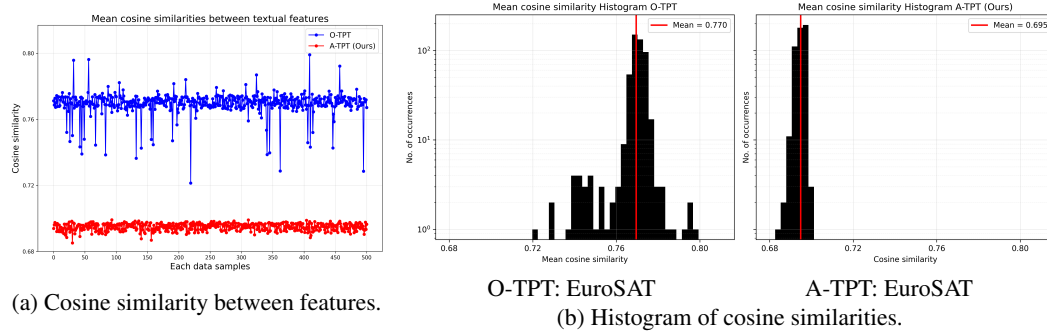 Mean cosine similarities between textual features
O-TPT
A-TPT (Ours)
Cosine similarity
0.80
0.76
0.72
0.68
0
50
100
150
200
250
300
350
400
450
500
Each data samples
(a) Cosine similarity between features.
Mean cosine similarity Histogram O-TPT
Mean = 0.770
No. of occurrences
10²
10¹
10⁰
0.68
0.72
0.76
0.80
Mean cosine similarity
O-TPT: EuroSAT
Mean cosine similarity Histogram A-TPT (Ours)
Mean = 0.695
No. of occurrences
10²
10¹
10⁰
0.68
0.72
0.76
0.80
Cosine similarity
A-TPT: EuroSAT
(b) Histogram of cosine similarities.